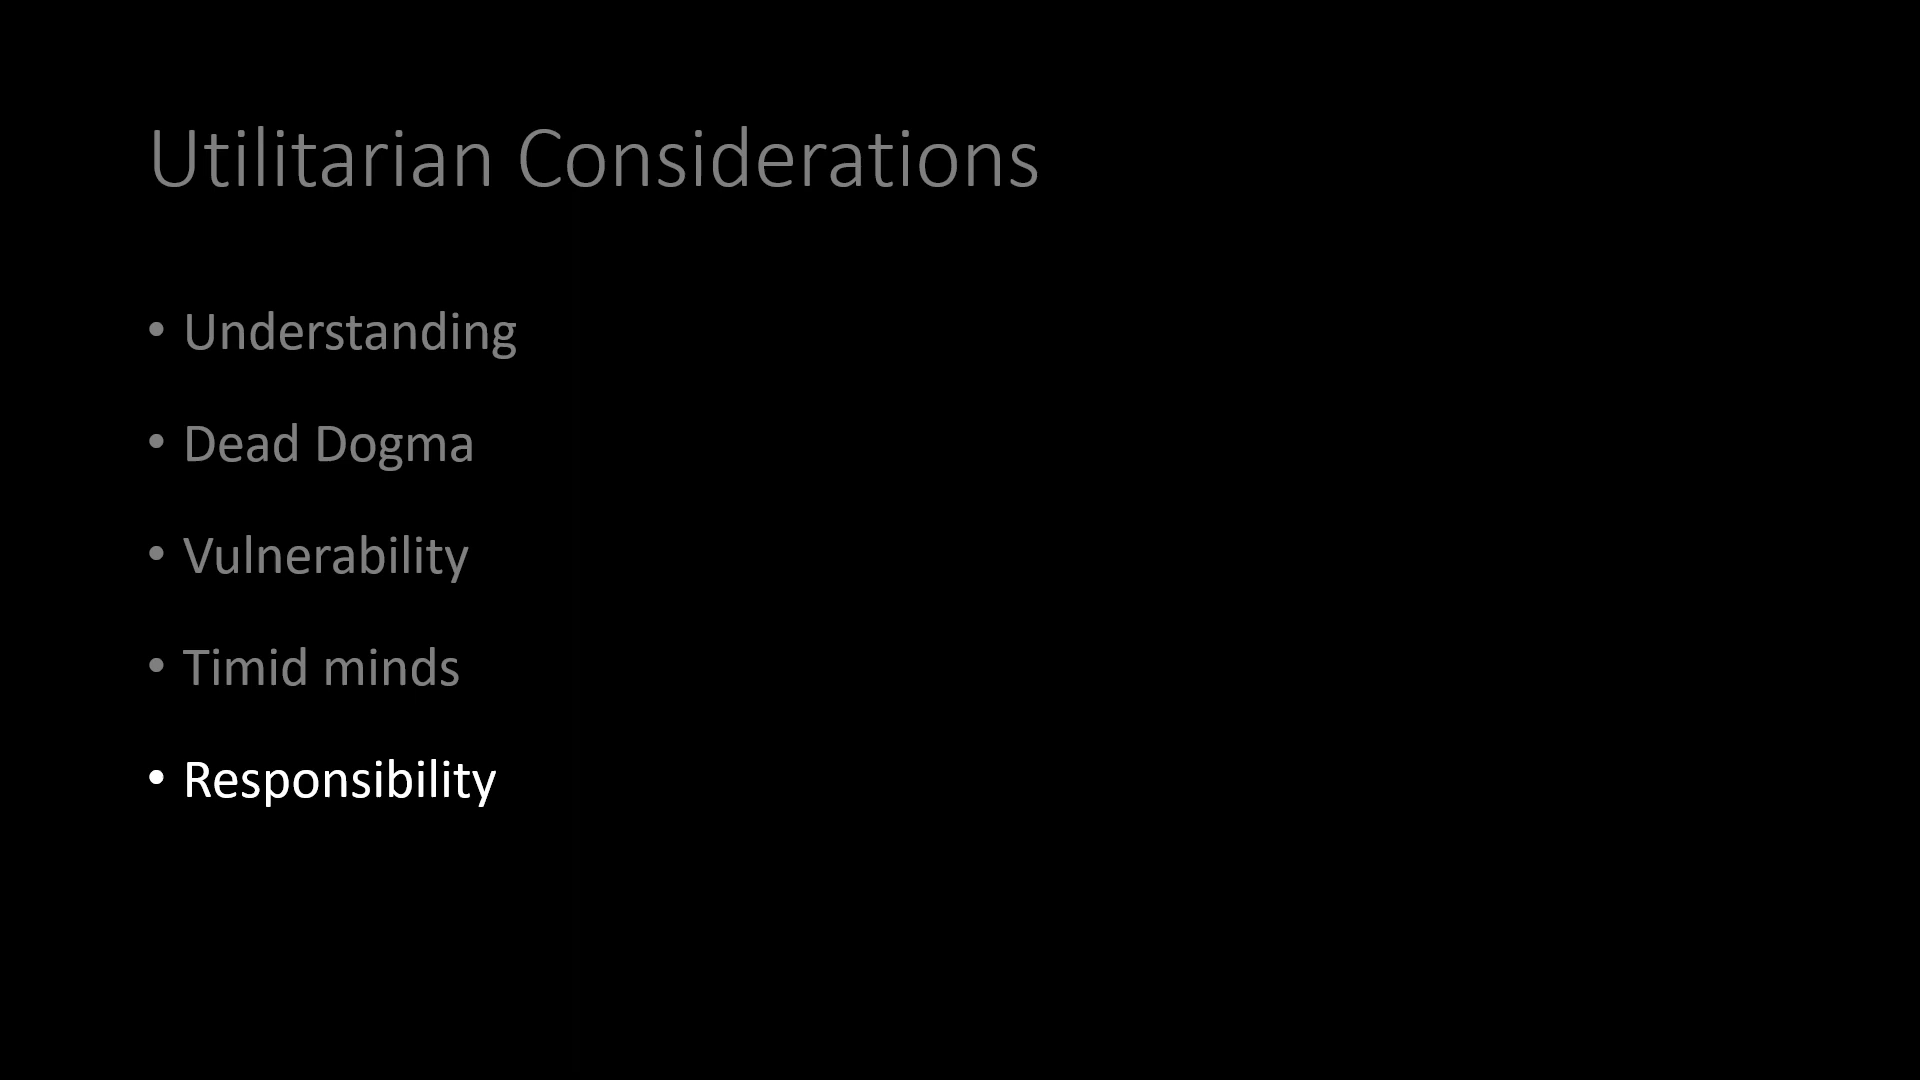 Utilitarian Considerations
• Understanding
• Dead Dogma
• Vulnerability
• Timid minds
• Responsibility